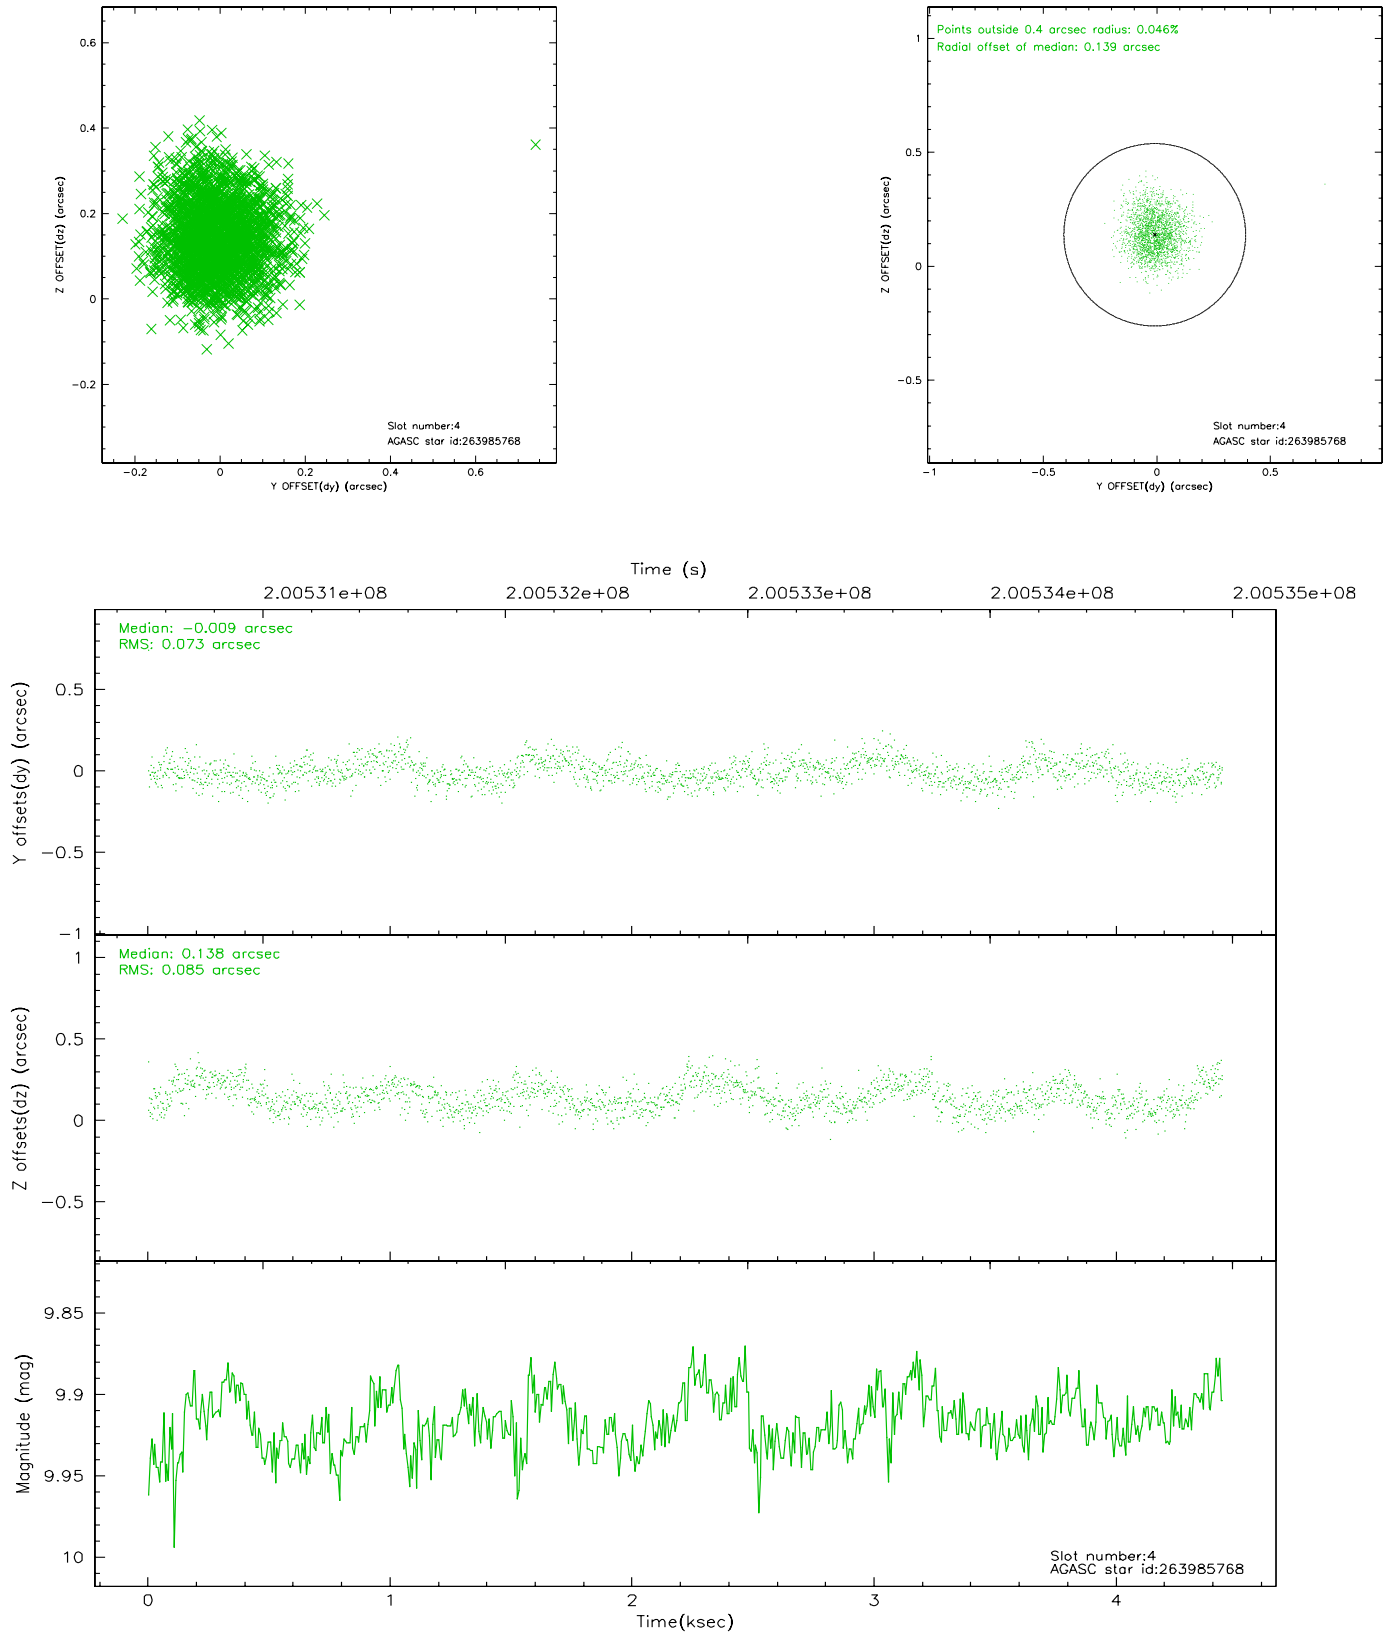 0.6
0.4
0.2
0
−0.2
Z OFFSET(dz) (arcsec)
Slot number:4
AGASC star id:263985768
−0.2 0 0.2 0.4 0.6
Y OFFSET(dy) (arcsec)
Points outside 0.4 arcsec radius: 0.046%
Radial offset of median: 0.139 arcsec
1
0.5
0
−0.5
Z OFFSET(dz) (arcsec)
Slot number:4
AGASC star id:263985768
−1 −0.5 0 0.5
Y OFFSET(dy) (arcsec)
Time (s)
2.00531e+08 2.00532e+08 2.00533e+08 2.00534e+08 2.00535e+08
Median: −0.009 arcsec
RMS: 0.073 arcsec
0.5
0
−0.5
−1
Y offsets(dy) (arcsec)
Median: 0.138 arcsec
RMS: 0.085 arcsec
1
0.5
0
−0.5
Z offsets(dz) (arcsec)
9.85
9.9
9.95
10
Magnitude (mag)
Slot number:4
AGASC star id:263985768
0 1 2 3 4
Time(ksec)